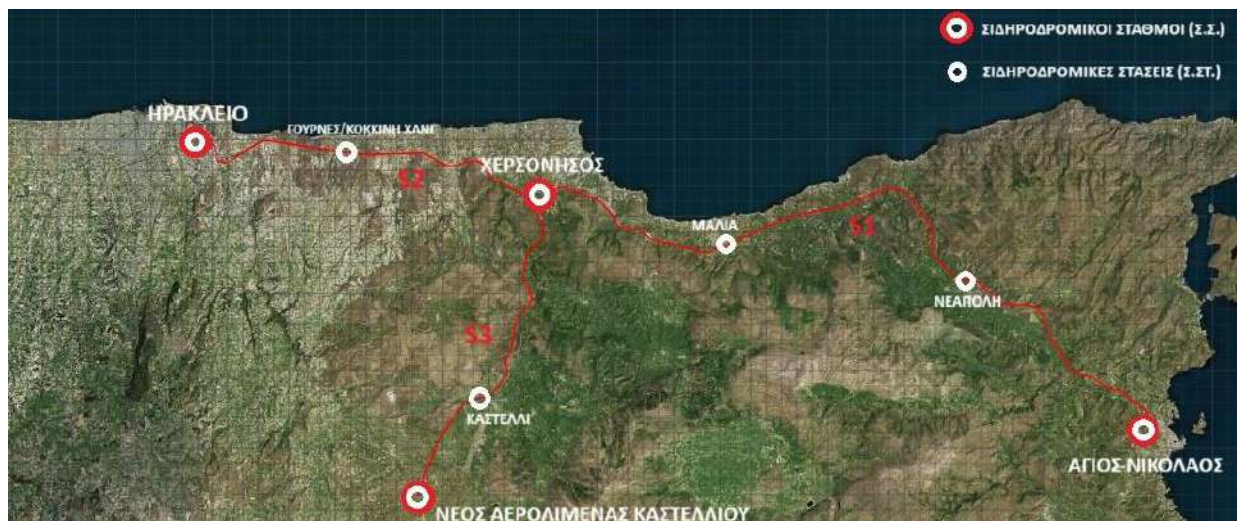 ΣΙΔΗΡΟΔΡΟΜΙΚΟΙ ΣΤΑΘΜΟΙ (Σ.Σ.)
ΣΙΔΗΡΟΔΡΟΜΙΚΕΣ ΣΤΑΣΕΙΣ (Σ.ΣΤ.)
ΗΡΑΚΛΕΙΟ
ΓΟΥΡΝΕΣ/ΚΟΚΚΙΝΗ ΧΑΝΙ
ΧΕΡΣΟΝΗΣΟΣ
S2
ΜΑΛΙΑ
S1
ΝΕΑΠΟΛΗ
S3
ΚΑΣΤΕΛΛΙ
ΑΓΙΟΣ ΝΙΚΟΛΑΟΣ
ΝΕΟΣ ΑΕΡΟΛΙΜΕΝΑΣ ΚΑΣΤΕΛΛΙΟΥ